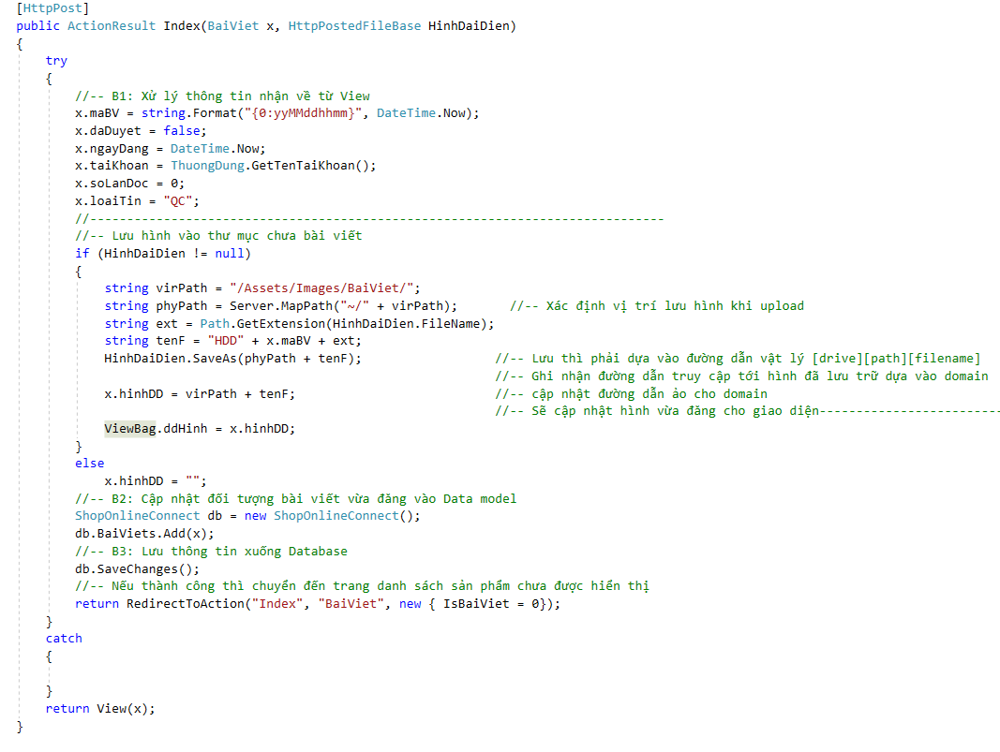 [HttpPost]
public ActionResult Index(BaiViet x, HttpPostedFileBase HinhDaiDien)
{
    try
    {
        //-- B1: Xử lý thông tin nhận về từ View
        x.maBV = string.Format("{0:yyMMddhhmm}", DateTime.Now);
        x.daDuyet = false;
        x.ngayDang = DateTime.Now;
        x.taiKhoan = ThuongDung.GetTenTaiKhoan();
        x.soLanDoc = 0;
        x.loaiTin = "QC";
        //------------------------------------------------------------------------------
        //-- Lưu hình vào thư mục chưa bài viết
        if (HinhDaiDien != null)
        {
            string virPath = "/Assets/Images/BaiViet/";
            string phyPath = Server.MapPath("~/" + virPath);       //-- Xác định vị trí lưu hình khi upload
            string ext = Path.GetExtension(HinhDaiDien.FileName);
            string tenF = "HDD" + x.maBV + ext;
            HinhDaiDien.SaveAs(phyPath + tenF);                  //-- Lưu thì phải dựa vào đường dẫn vật lý [drive][path][filename]
                                                                 //-- Ghi nhận đường dẫn truy cập tới hình đã lưu trữ dựa vào domain
            x.hinhDD = virPath + tenF;                           //-- cập nhật đường dẫn ảo cho domain
                                                                 //-- Sẽ cập nhật hình vừa đăng cho giao diện-------------------------
            ViewBag.ddHinh = x.hinhDD;
        }
        else
            x.hinhDD = "";
        //-- B2: Cập nhật đối tượng bài viết vừa đăng vào Data model
        ShopOnlineConnect db = new ShopOnlineConnect();
        db.BaiViets.Add(x);
        //-- B3: Lưu thông tin xuống Database
        db.SaveChanges();
        //-- Nếu thành công thì chuyển đến trang danh sách sản phẩm chưa được hiển thị
        return RedirectToAction("Index", "BaiViet", new { IsBaiViet = 0});
    }
    catch
    {
    }
    return View(x);
}